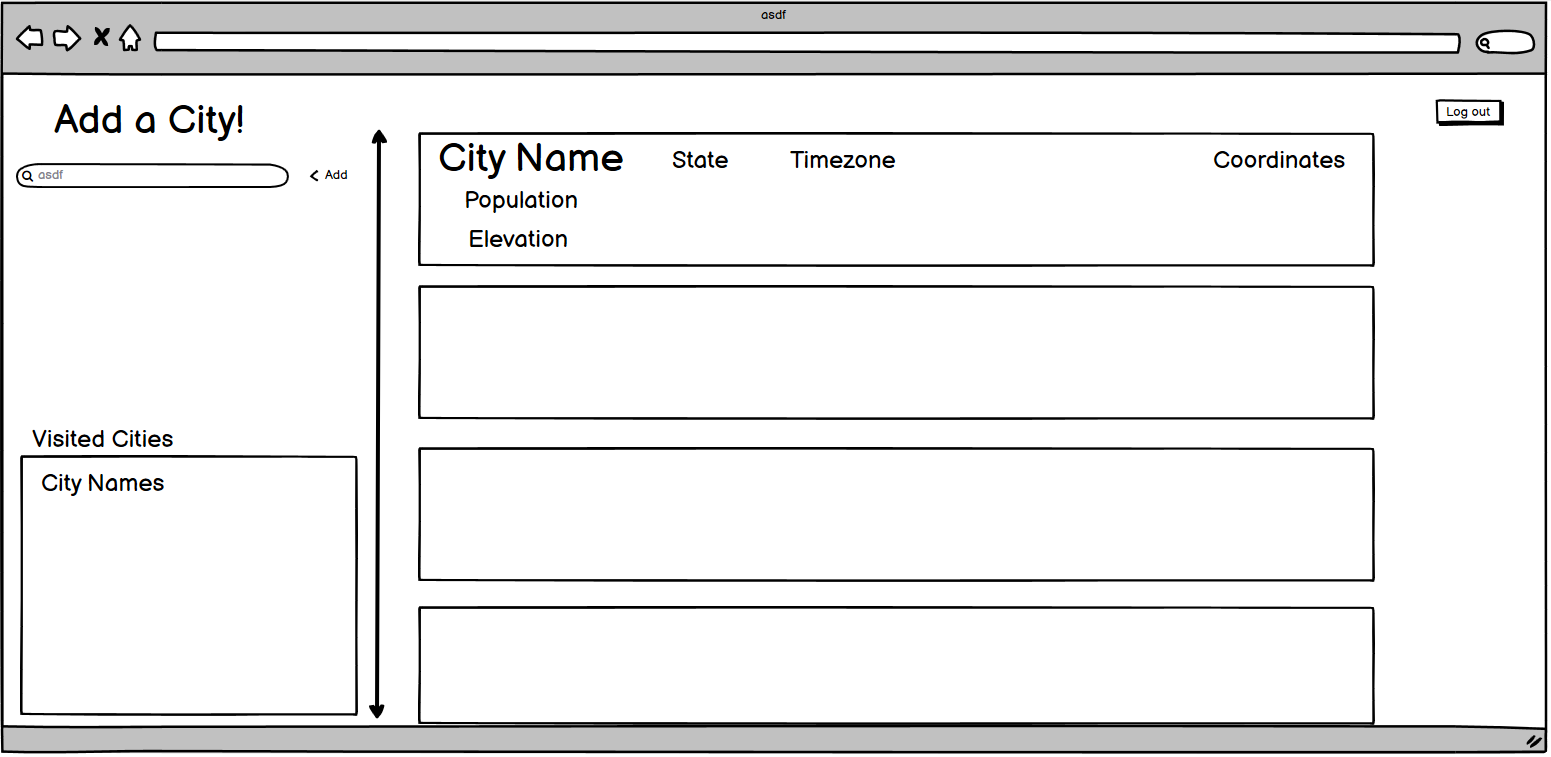 asdf
Add a City!
Log out
asdf
< Add
City Name
State
Timezone
Coordinates
Population
Elevation
Visited Cities
City Names